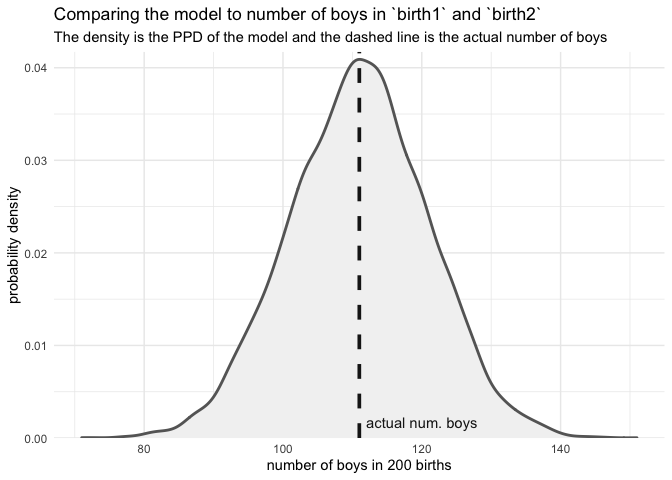 Comparing the model to number of boys in `birth1` and `birth2`
The density is the PPD of the model and the dashed line is the actual number of boys
0.04
0.03
0.02
0.01
0.00
probability density
actual num. boys
80 100 120 140
number of boys in 200 births